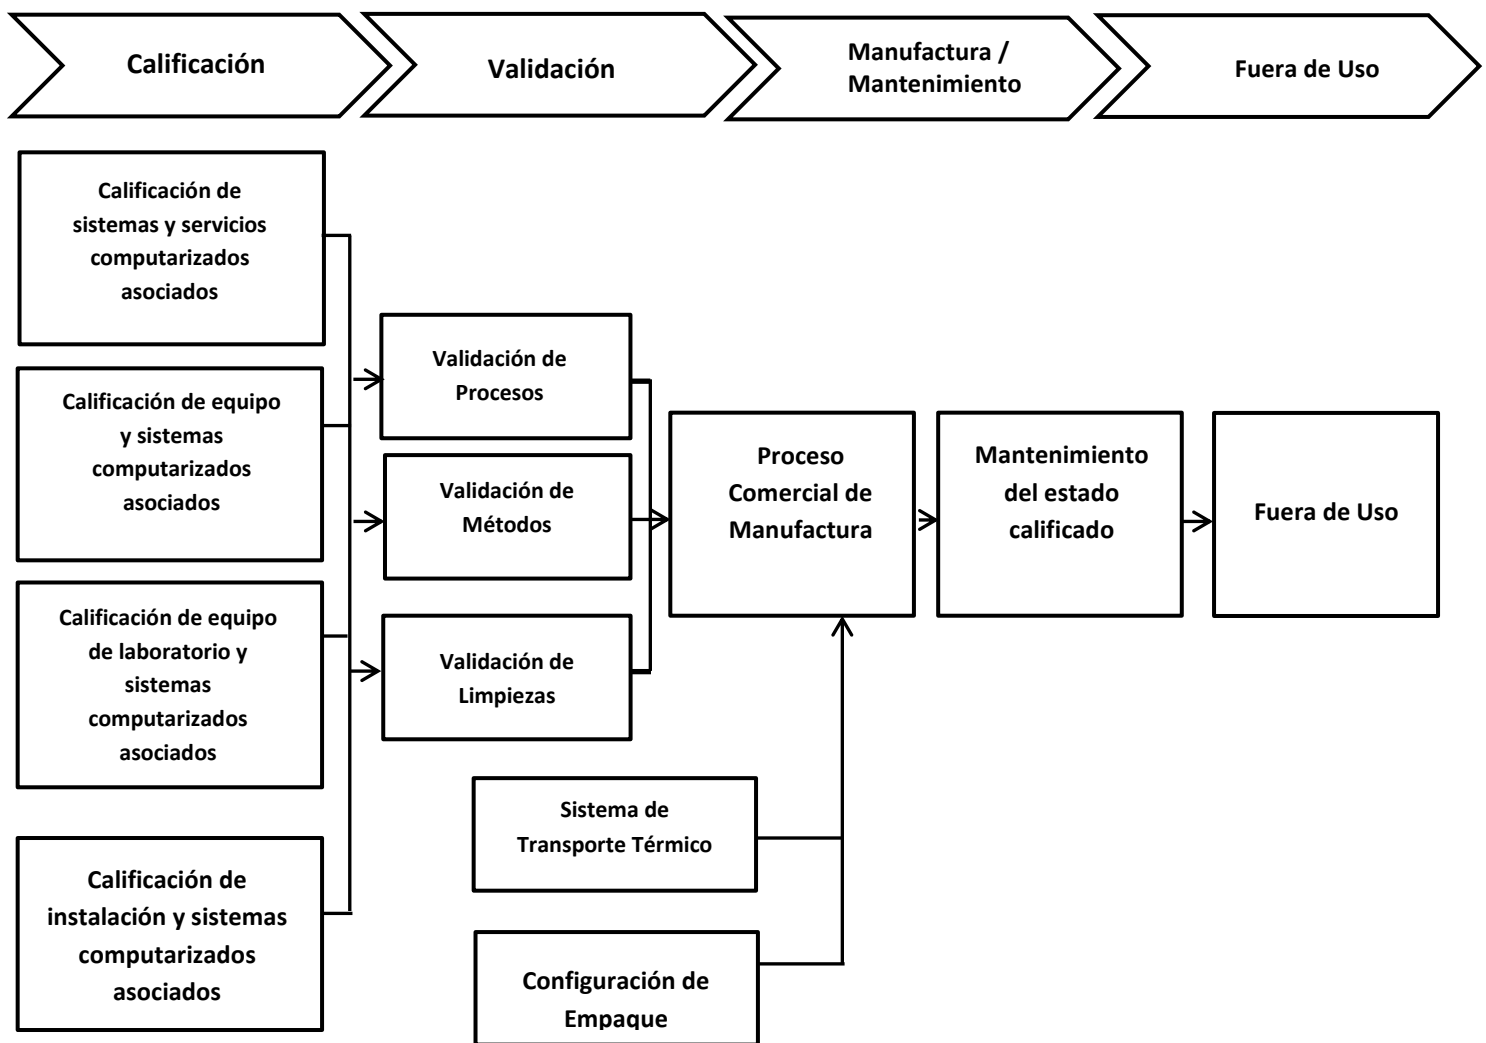 Calificación
Validación
Manufactura /
Mantenimiento
Fuera de Uso
Calificación de
sistemas y servicios
computarizados
asociados
Calificación de equipo
y sistemas
computarizados
asociados
Calificación de equipo
de laboratorio y
sistemas
computarizados
asociados
Calificación de
instalación y sistemas
computarizados
asociados
Validación de
Procesos
Validación de
Métodos
Validación de
Limpiezas
Sistema de
Transporte Térmico
Configuración de
Empaque
Proceso
Comercial de
Manufactura
Mantenimiento
del estado
calificado
Fuera de Uso